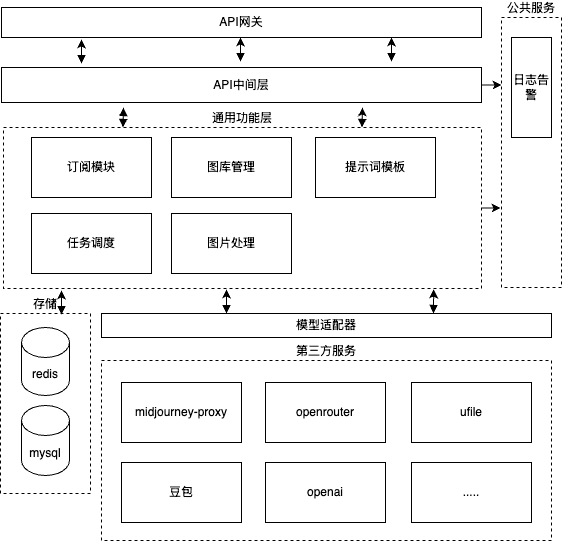 公共服务
API网关
日志告
警
API中间层
通用功能层
订阅模块
图库管理
提示词模板
任务调度
图片处理
存储
redis
mysql
模型适配器
第三方服务
midjourney-proxy
openrouter
ufile
豆包
openai
.....